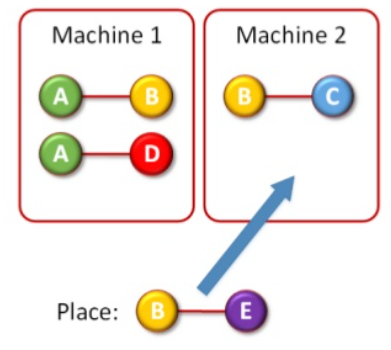 Machine 1
A B
A D
Machine 2
B C
Place: B E